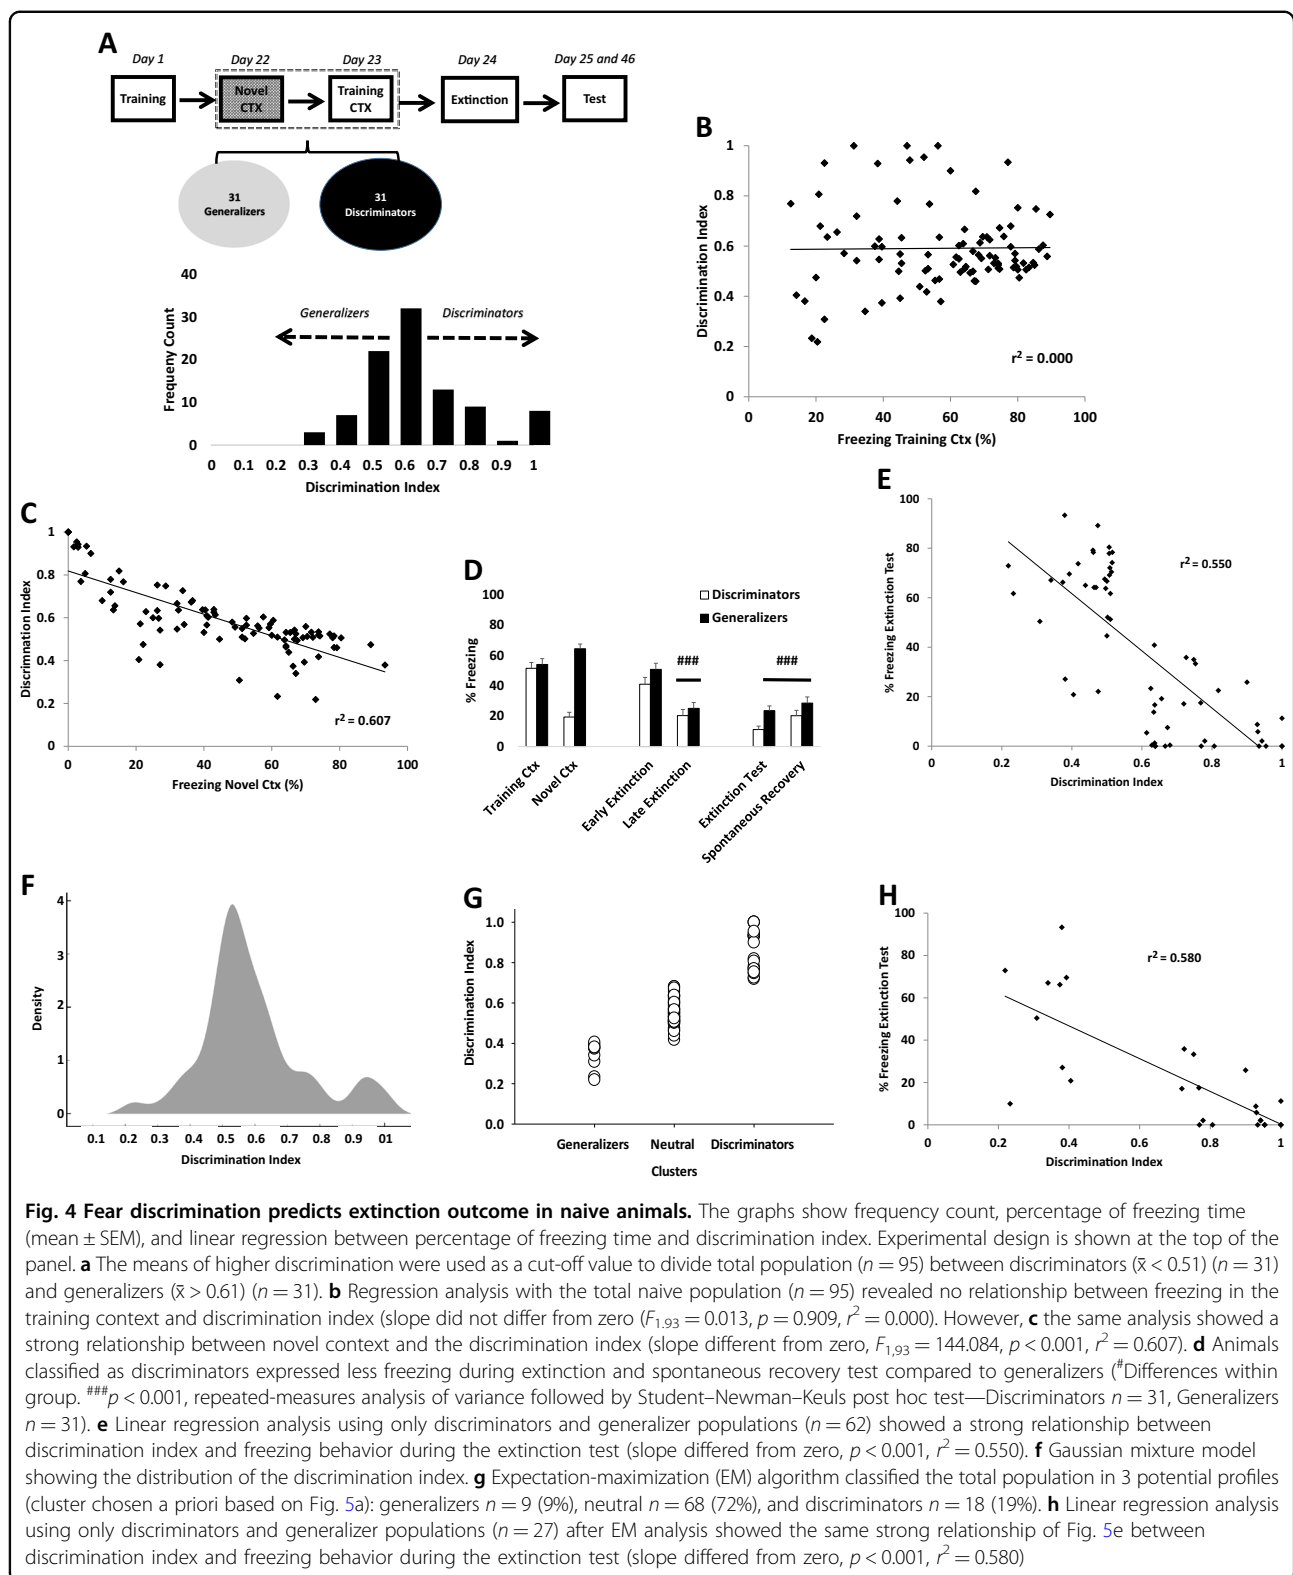 A
Day 1
Day 22
Day 23
Day 24
Day 25 and 46
Training
Novel
CTX
Training
CTX
Extinction
Test
31
Generalizers
31
Discriminators
40
30
20
10
0
Frequeny Count
Generalizers
Discriminators
0 0.1 0.2 0.3 0.4 0.5 0.6 0.7 0.8 0.9 1
Discrimination Index
B
1
0.8
0.6
0.4
0.2
0
Discrimination Index
r² = 0.000
0 20 40 60 80 100
Freezing Training Ctx (%)
C
1
0.8
0.6
0.4
0.2
0
Discrimnation Index
r² = 0.607
0 20 40 60 80 100
Freezing Novel Ctx (%)
D
100
80
60
40
20
0
% Freezing
Discriminators
Generalizers
###
###
Training Ctx
Novel Ctx
Early Extinction
Late Extinction
Extinction Test
Spontaneous Recovery
E
100
80
60
40
20
0
% Freezing Extinction Test
r² = 0.550
0 0.2 0.4 0.6 0.8 1
Discrimination Index
F
4
3
2
1
0
Density
0.1 0.2 0.3 0.4 0.5 0.6 0.7 0.8 0.9 01
Discrimination Index
G
1.0
0.8
0.6
0.4
0.2
0.0
Discrimination Index
Generalizers Neutral Discriminators
Clusters
H
100
80
60
40
20
0
% Freezing Extinction Test
r² = 0.580
0 0.2 0.4 0.6 0.8 1
Discrimination Index
Fig. 4 Fear discrimination predicts extinction outcome in naive animals. The graphs show frequency count, percentage of freezing time
(mean ± SEM), and linear regression between percentage of freezing time and discrimination index. Experimental design is shown at the top of the
panel. a The means of higher discrimination were used as a cut-off value to divide total population (n = 95) between discriminators (x̄ < 0.51) (n = 31)
and generalizers (x̄ > 0.61) (n = 31). b Regression analysis with the total naive population (n = 95) revealed no relationship between freezing in the
training context and discrimination index (slope did not differ from zero (F1.93 = 0.013, p = 0.909, r² = 0.000). However, c the same analysis showed a
strong relationship between novel context and the discrimination index (slope different from zero, F1,93 = 144.084, p < 0.001, r² = 0.607). d Animals
classified as discriminators expressed less freezing during extinction and spontaneous recovery test compared to generalizers (#Differences within
group. ###p < 0.001, repeated-measures analysis of variance followed by Student–Newman–Keuls post hoc test—Discriminators n = 31, Generalizers
n = 31). e Linear regression analysis using only discriminators and generalizer populations (n = 62) showed a strong relationship between
discrimination index and freezing behavior during the extinction test (slope differed from zero, p < 0.001, r² = 0.550). f Gaussian mixture model
showing the distribution of the discrimination index. g Expectation-maximization (EM) algorithm classified the total population in 3 potential profiles
(cluster chosen a priori based on Fig. 5a): generalizers n = 9 (9%), neutral n = 68 (72%), and discriminators n = 18 (19%). h Linear regression analysis
using only discriminators and generalizer populations (n = 27) after EM analysis showed the same strong relationship of Fig. 5e between
discrimination index and freezing behavior during the extinction test (slope differed from zero, p < 0.001, r² = 0.580)